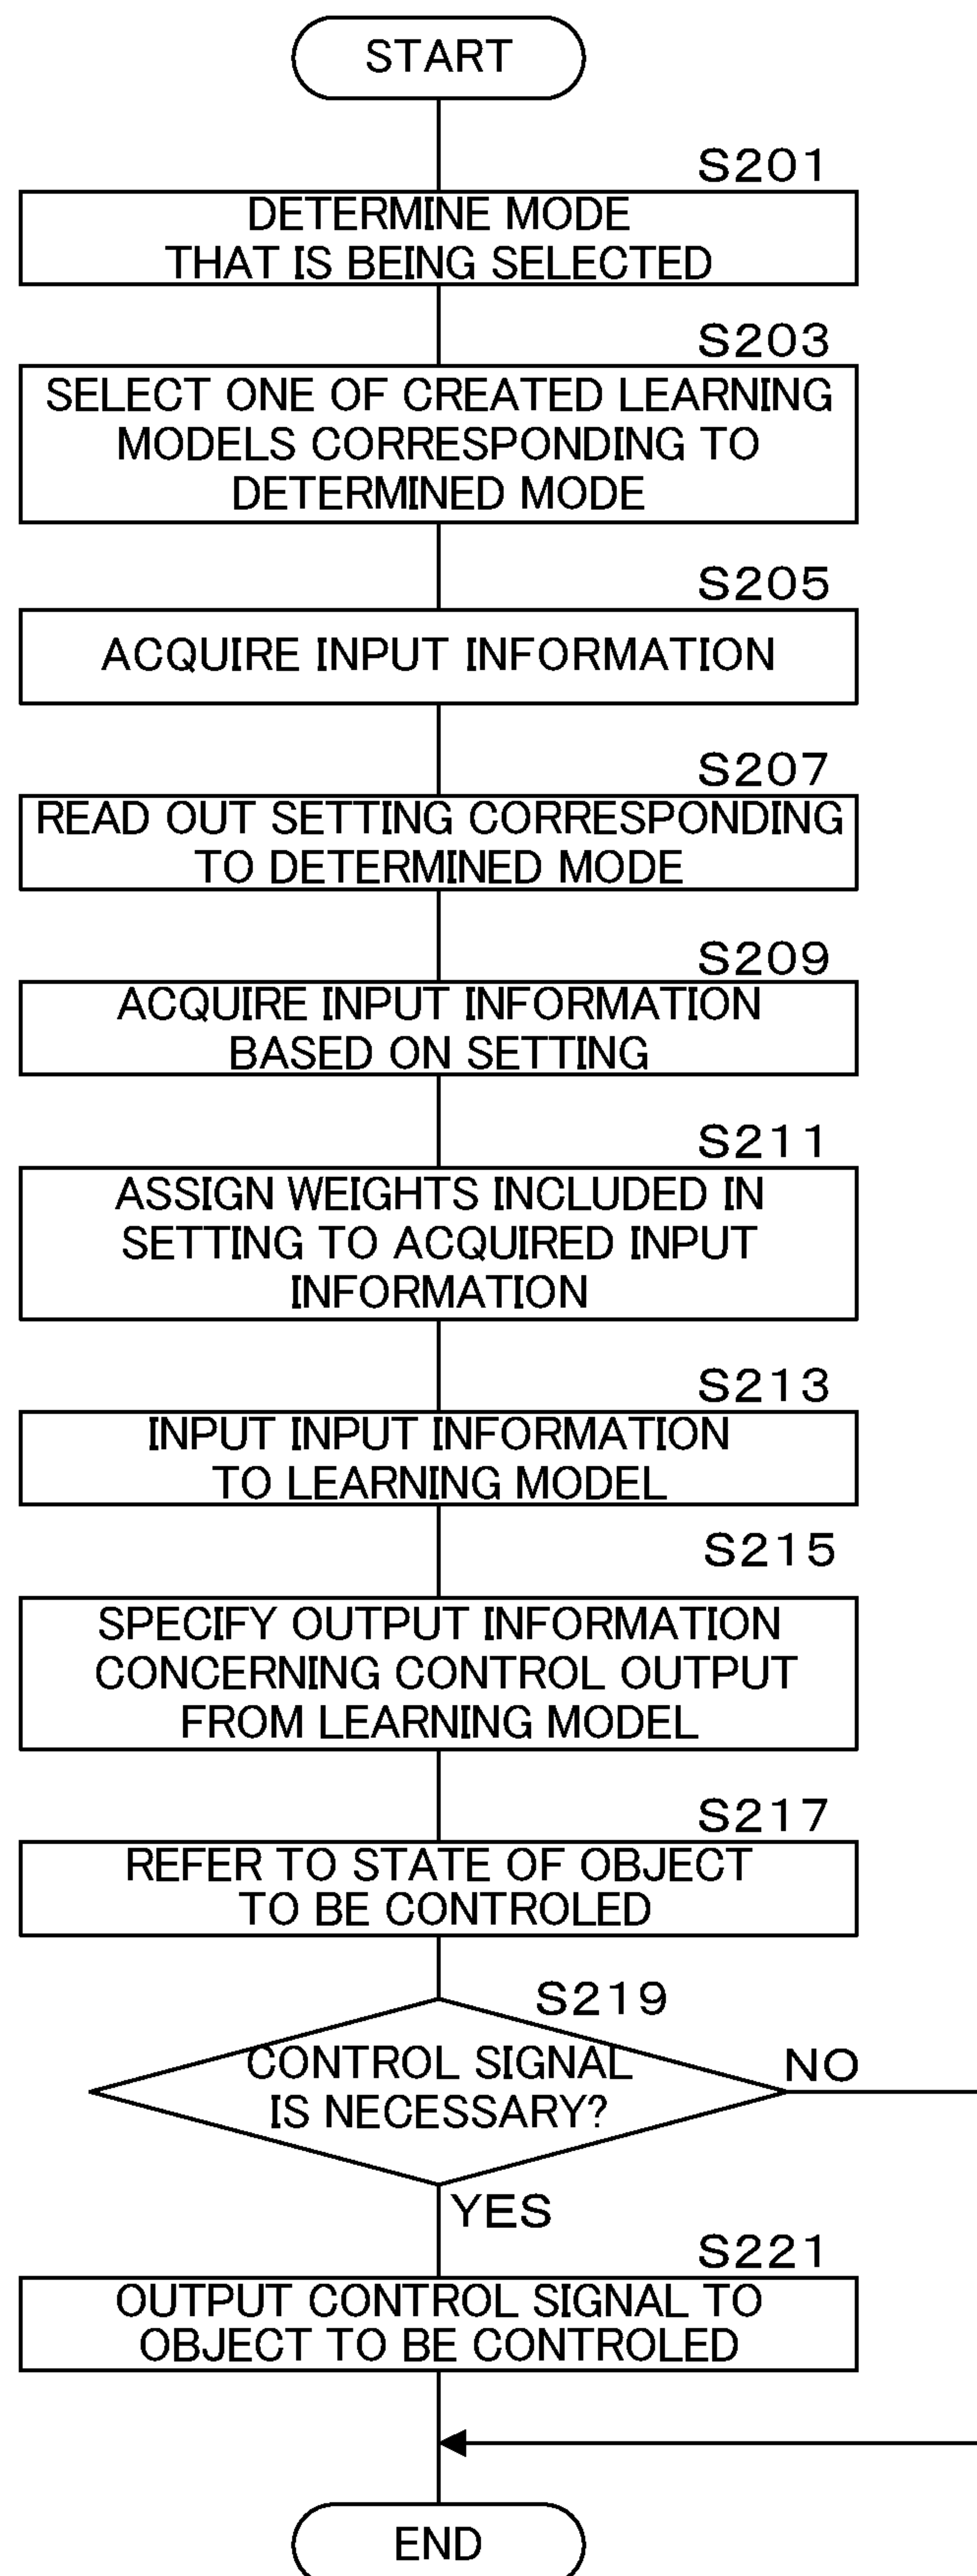 START
S201
DETERMINE MODE
THAT IS BEING SELECTED
S203
SELECT ONE OF CREATED LEARNING
MODELS CORRESPONDING TO
DETERMINED MODE
S205
ACQUIRE INPUT INFORMATION
S207
READ OUT SETTING CORRESPONDING
TO DETERMINED MODE
S209
ACQUIRE INPUT INFORMATION
BASED ON SETTING
S211
ASSIGN WEIGHTS INCLUDED IN
SETTING TO ACQUIRED INPUT
INFORMATION
S213
INPUT INPUT INFORMATION
TO LEARNING MODEL
S215
SPECIFY OUTPUT INFORMATION
CONCERNING CONTROL OUTPUT
FROM LEARNING MODEL
S217
REFER TO STATE OF OBJECT
TO BE CONTROLED
S219
CONTROL SIGNAL
IS NECESSARY?
NO
YES
S221
OUTPUT CONTROL SIGNAL TO
OBJECT TO BE CONTROLED
END